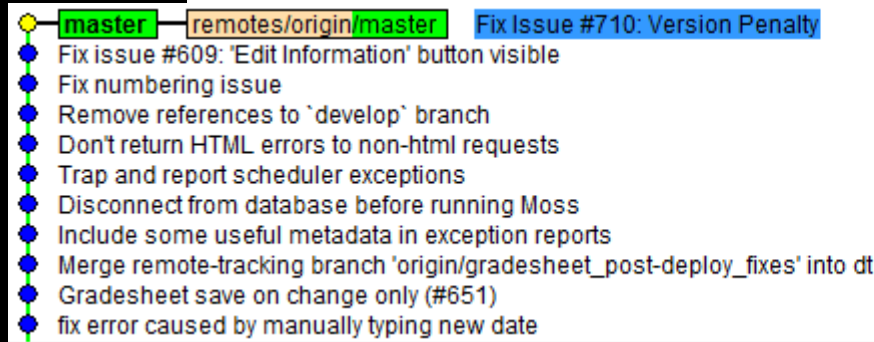 master remotes/origin/master Fix Issue #710: Version Penalty
Fix issue #609: 'Edit Information' button visible
Fix numbering issue
Remove references to `develop` branch
Don't return HTML errors to non-html requests
Trap and report scheduler exceptions
Disconnect from database before running Moss
Include some useful metadata in exception reports
Merge remote-tracking branch 'origin/gradesheet_post-deploy_fixes' into dt
Gradesheet save on change only (#651)
fix error caused by manually typing new date